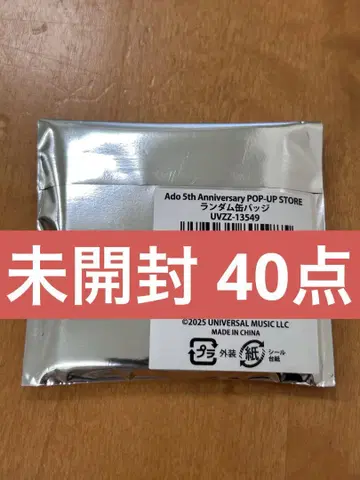 Ado 5th Anniversary POP-UP STORE
ランダム缶バッジ
UVZZ-13549
未開封 40点
©2025 UNIVERSAL MUSIC LLC
MADE IN CHINA
プラ 外装 紙 シール
台紙